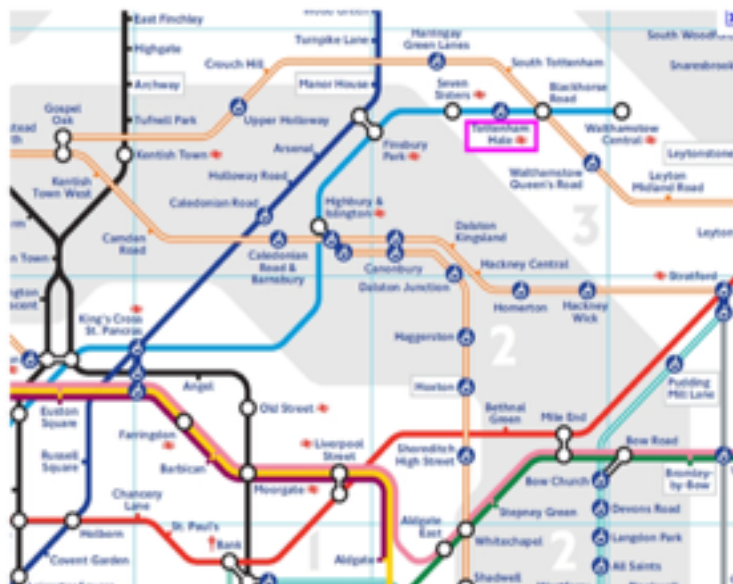 East Finchley
Highgate
Archway
Tufnell Park
Gospel
Oak
Kentish Town
Kentish
Town West
Camden
Road
Crouch Hill
Upper Holloway
Turnpike Lane
Manor House
Arsenal
Holloway Road
Caledonian Road
Harringay
Green Lanes
Seven
Sisters
South Tottenham
Blackhorse
Road
Tottenham
Hale
Walthamstow
Central
Finsbury
Park
Walthamstow
Queen's Road
Leyton
Midland Road
Leytonstone
Snaresbrook
South Woodfo
Leyton
3
Highbury &
Islington
Caledonian
Road &
Barnsbury
Canonbury
Dalston
Kingsland
Dalston Junction
Hackney Central
Homerton
Hackney
Wick
Stratford
King's Cross
St. Pancras
Angel
Old Street
Haggerston
Hoxton
2
Pudding
Mill Lane
Euston
Square
Farringdon
Barbican
Russell
Square
Liverpool
Street
Moorgate
Shoreditch
High Street
Bethnal
Green
Mile End
Bow Road
Bow Church
Bromley-
by-Bow
Devons Road
Langdon Park
All Saints
Chancery
Lane
St. Paul's
Holborn
Covent Garden
Bank
1
Aldgate
Aldgate
East
Stepney Green
Whitechapel
Shadwell
2